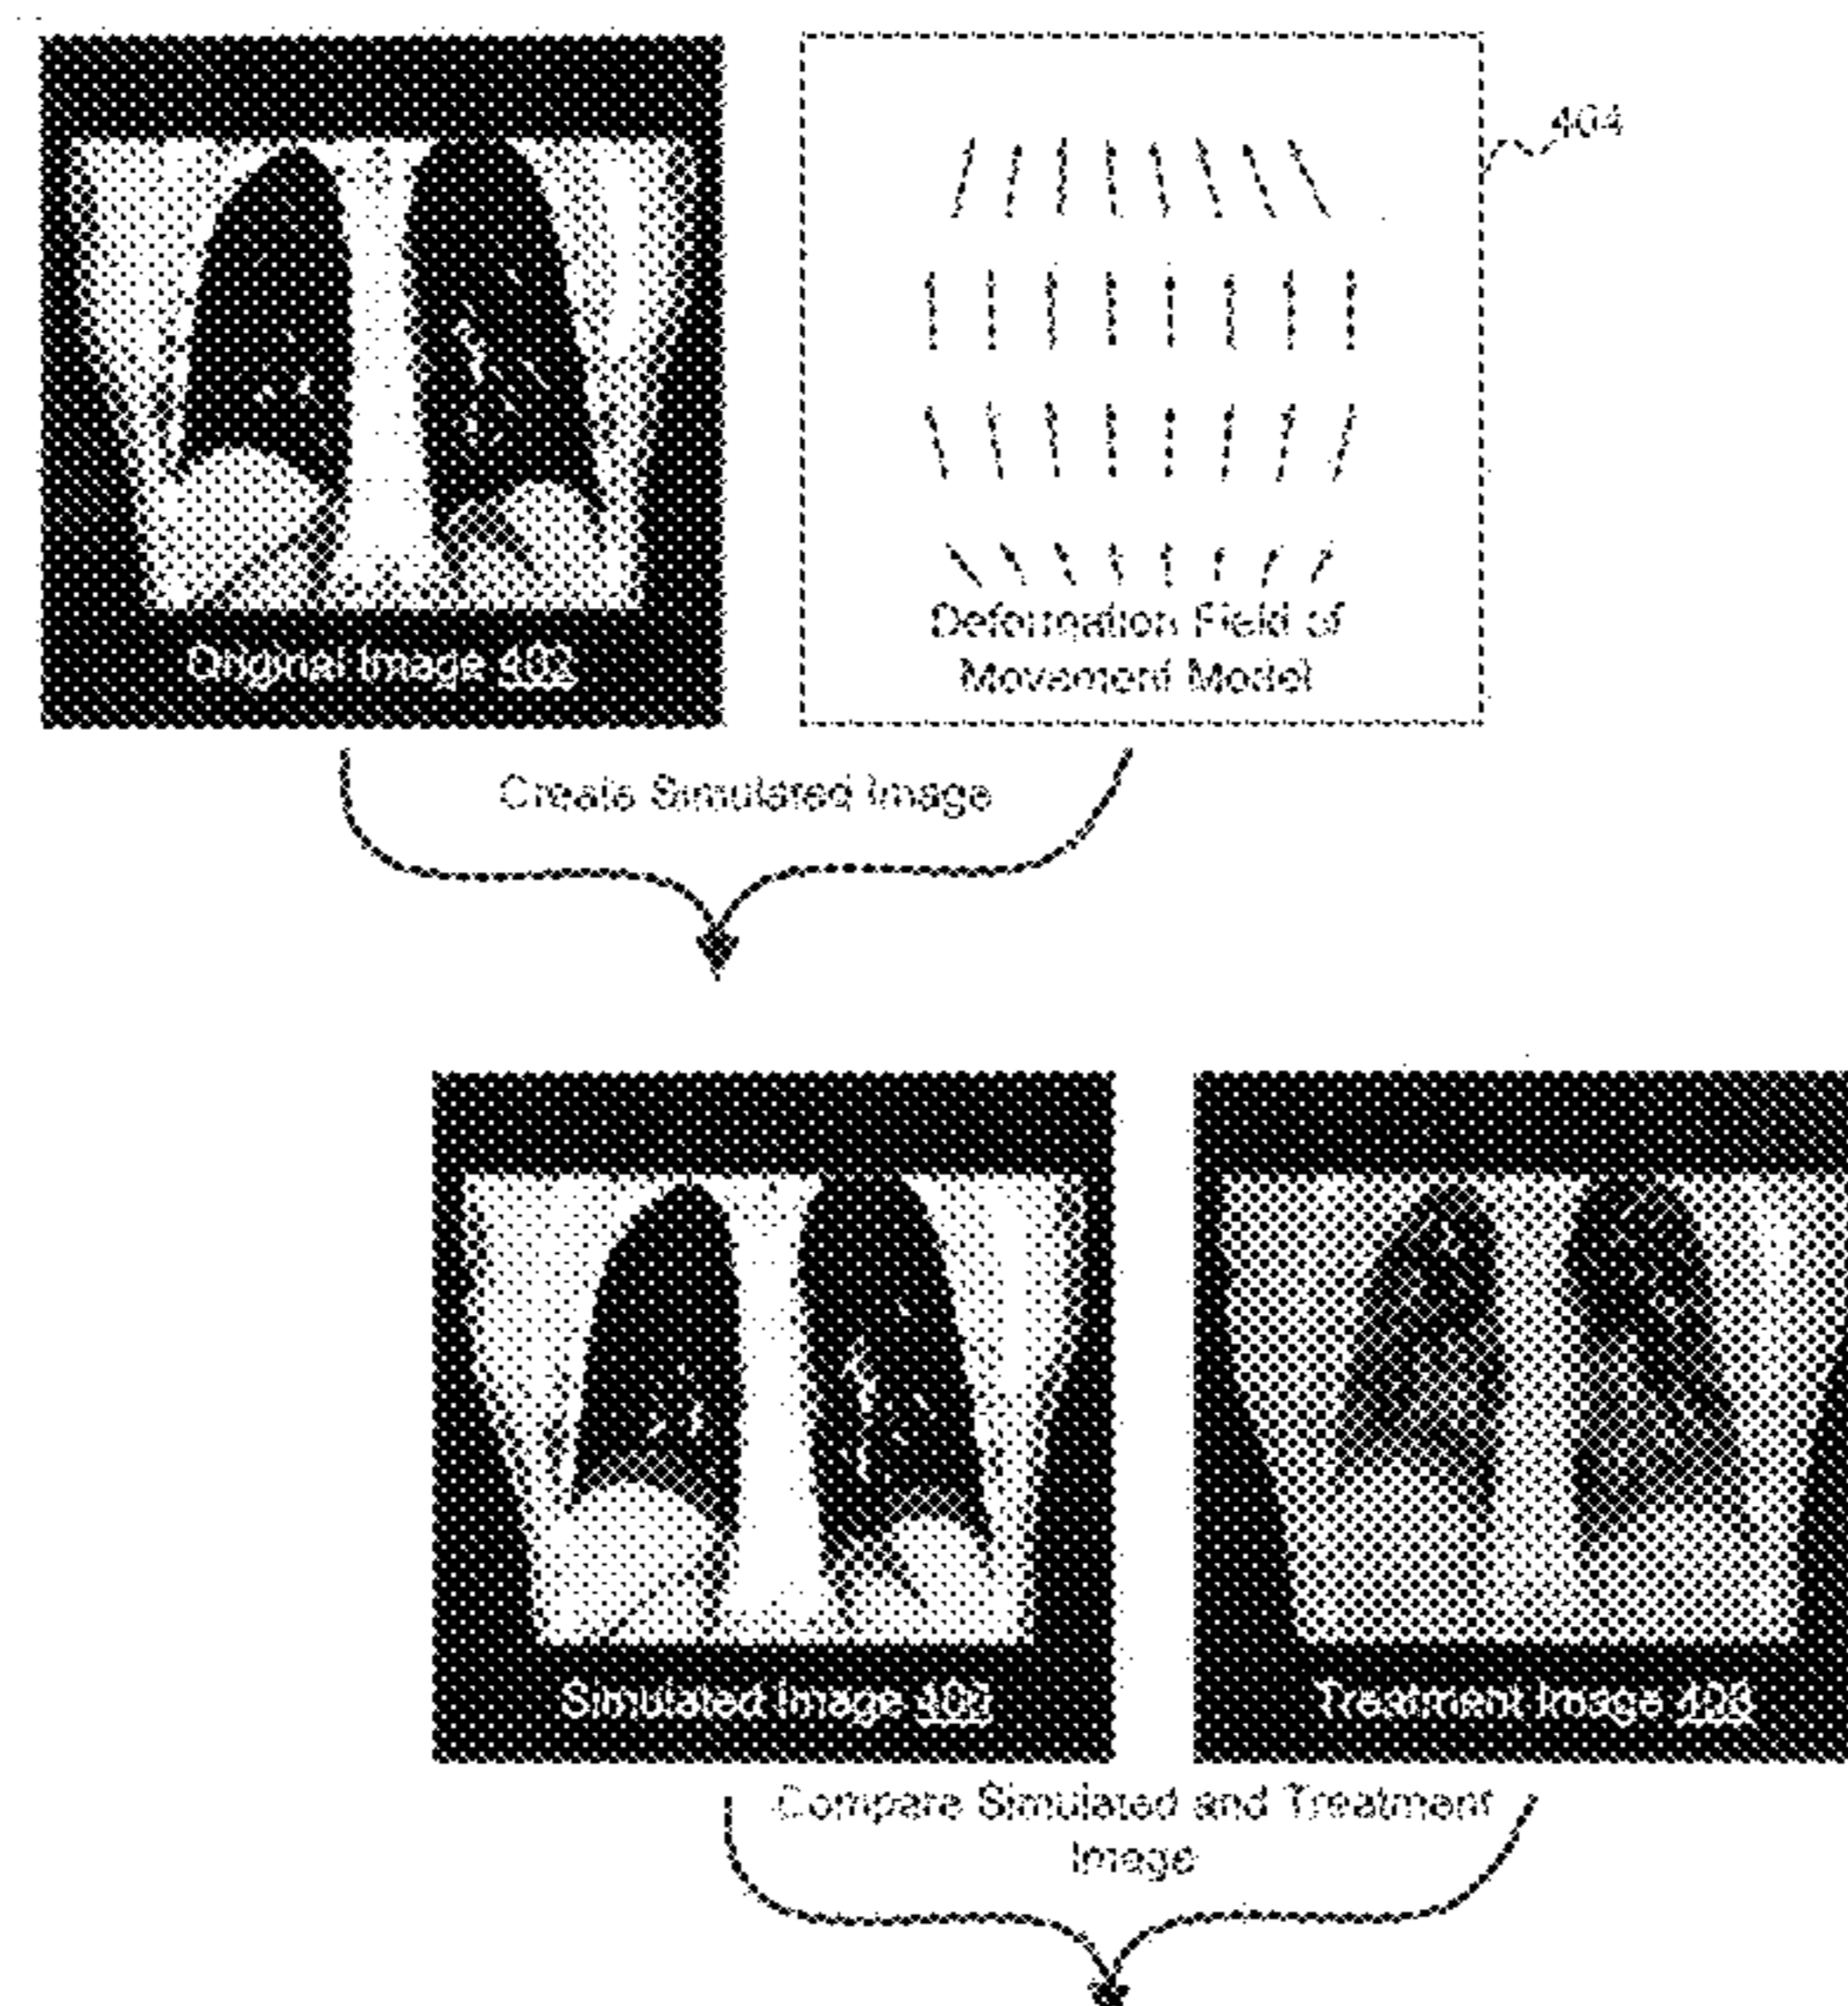 404
Original Image 402
Deformation Field of
Movement Model
Create Simulated Image
Simulated Image
Treatment Image
Compare Simulated and Treatment
Image